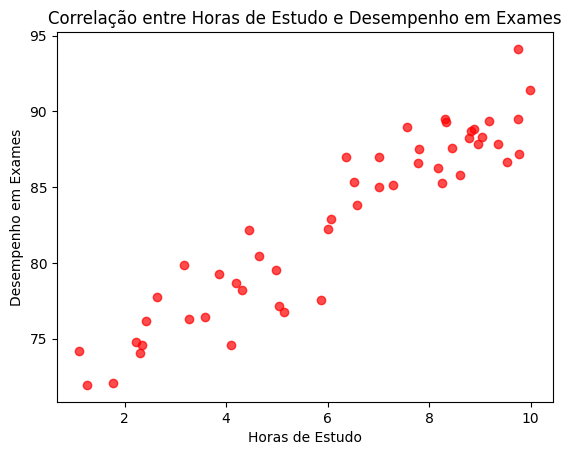 Correlação entre Horas de Estudo e Desempenho em Exames
95
90
85
80
75
Desempenho em Exames
2 4 6 8 10
Horas de Estudo